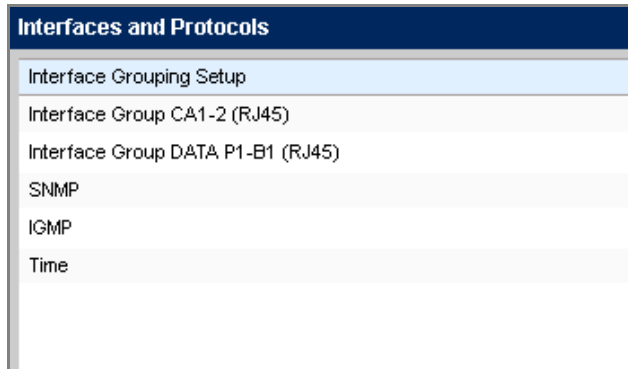 Interfaces and Protocols
Interface Grouping Setup
Interface Group CA1-2 (RJ45)
Interface Group DATA P1-B1 (RJ45)
SNMP
IGMP
Time